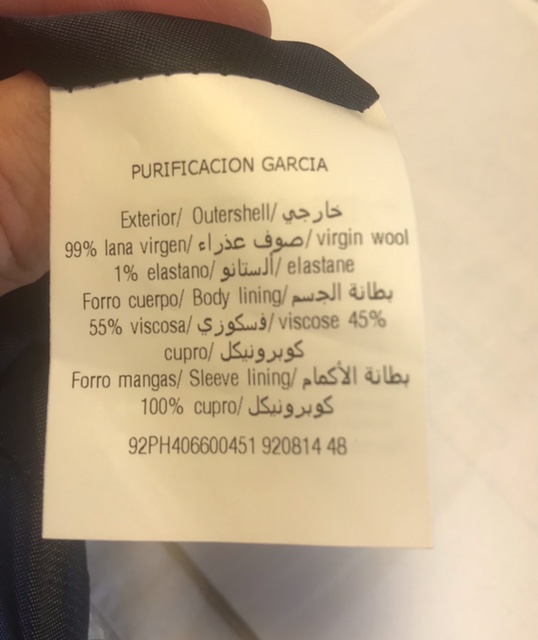 PURIFICACION GARCIA
Exterior/ Outershell/ خارجي
99% lana virgen/ صوف عذراء/ virgin wool
1% elastano/ ألستانو/ elastane
Forro cuerpo/ Body lining/ بطانة الجسم
55% viscosa/ فسكوزي/ viscose 45%
cupro/ كوبرونيكل
Forro mangas/ Sleeve lining/ بطانة الأكمام
100% cupro/ كوبرونيكل
92PH406600451 920814 48